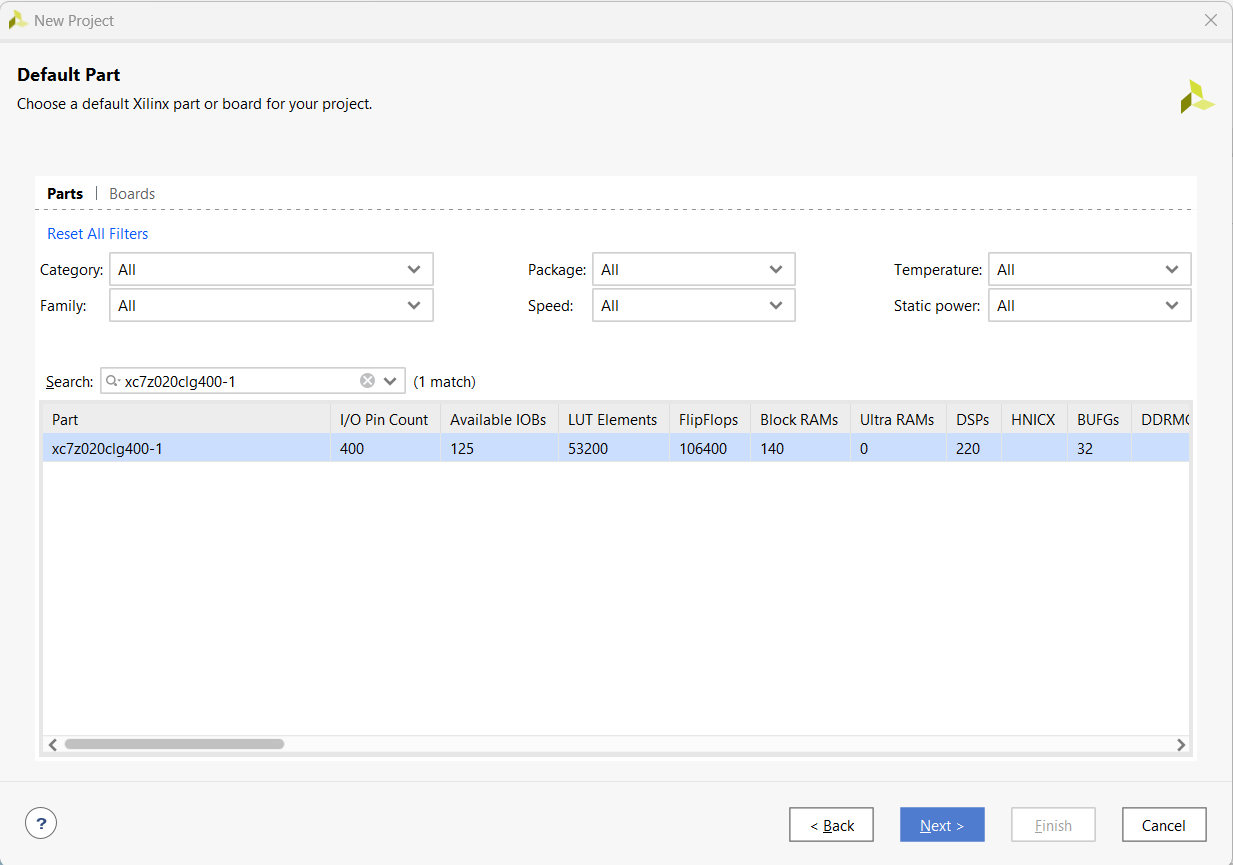 New Project
Default Part
Choose a default Xilinx part or board for your project.
Parts | Boards
Reset All Filters
Category: All Package: All Temperature: All
Family: All Speed: All Static power: All
Search: xc7z020clg400-1 (1 match)
Part I/O Pin Count Available IOBs LUT Elements FlipFlops Block RAMs Ultra RAMs DSPs HNICX BUFGs DDRMC
xc7z020clg400-1 400 125 53200 106400 140 0 220 32
? < Back Next > Finish Cancel